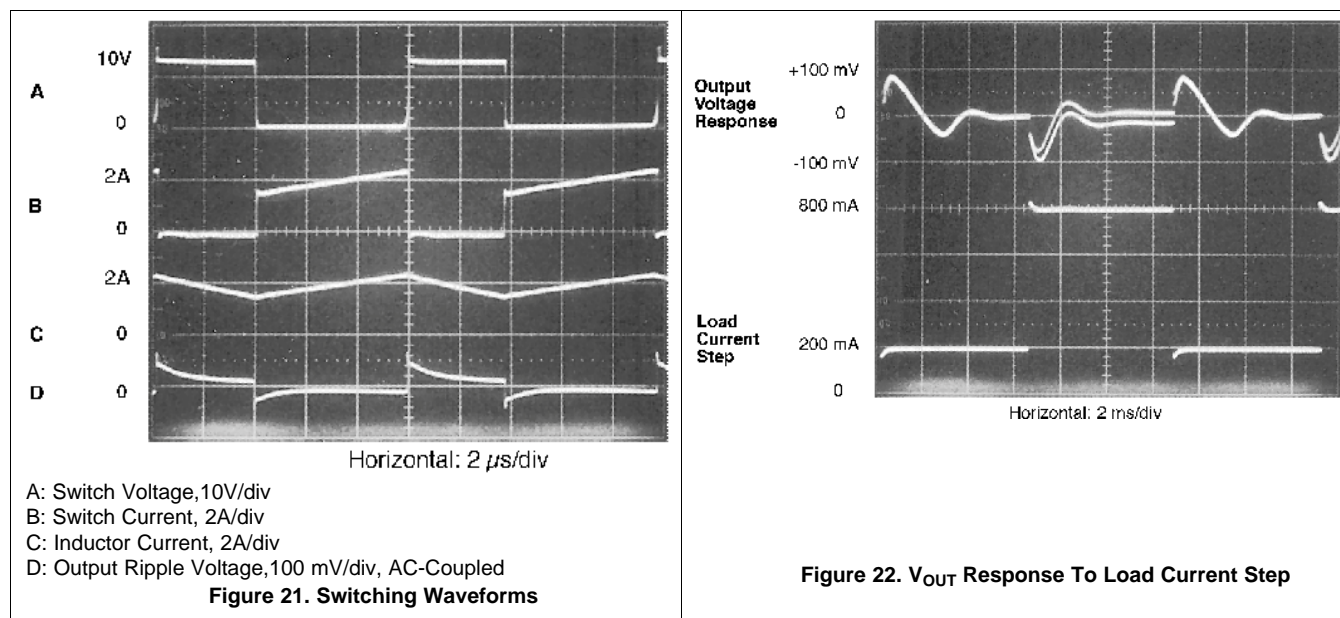 10V
A
0
2A
B
0
2A
C
0
D
0
Horizontal: 2 μs/div
A: Switch Voltage,10V/div
B: Switch Current, 2A/div
C: Inductor Current, 2A/div
D: Output Ripple Voltage,100 mV/div, AC-Coupled
Figure 21. Switching Waveforms
+100 mV
Output
Voltage
Response
0
-100 mV
800 mA
Load
Current
Step
200 mA
0
Horizontal: 2 ms/div
Figure 22. VOUT Response To Load Current Step